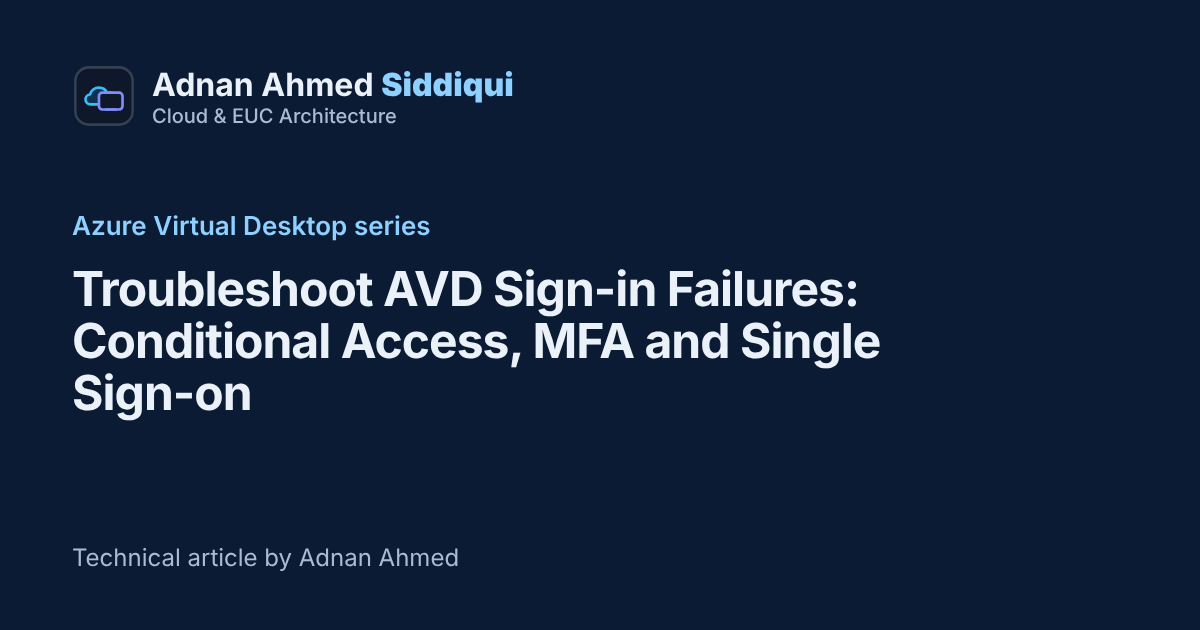 Adnan Ahmed Siddiqui
Cloud & EUC Architecture
Azure Virtual Desktop series
Troubleshoot AVD Sign-in Failures:
Conditional Access, MFA and Single
Sign-on
Technical article by Adnan Ahmed